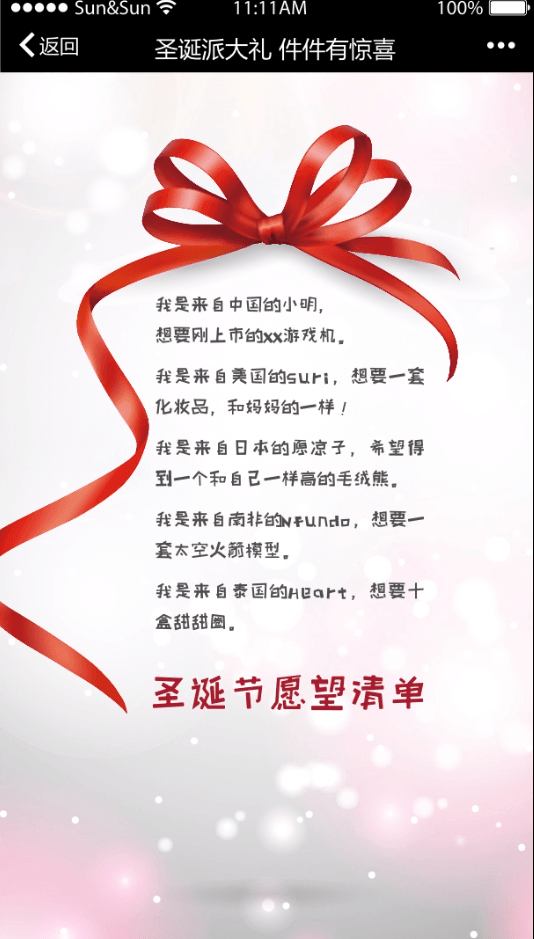 Sun&Sun 11:11AM 100%
返回 圣诞派大礼 件件有惊喜
我是来自中国的小明，
想要刚上市的xx游戏机。
我是来自美国的suri，想要一套
化妆品，和妈妈的一样！
我是来自日本的原凉子，希望得
到一个和自己一样高的毛绒熊。
我是来自南非的Nfundo，想要一
套太空火箭模型。
我是来自泰国的Heart，想要十
盒甜甜圈。
圣诞节愿望清单